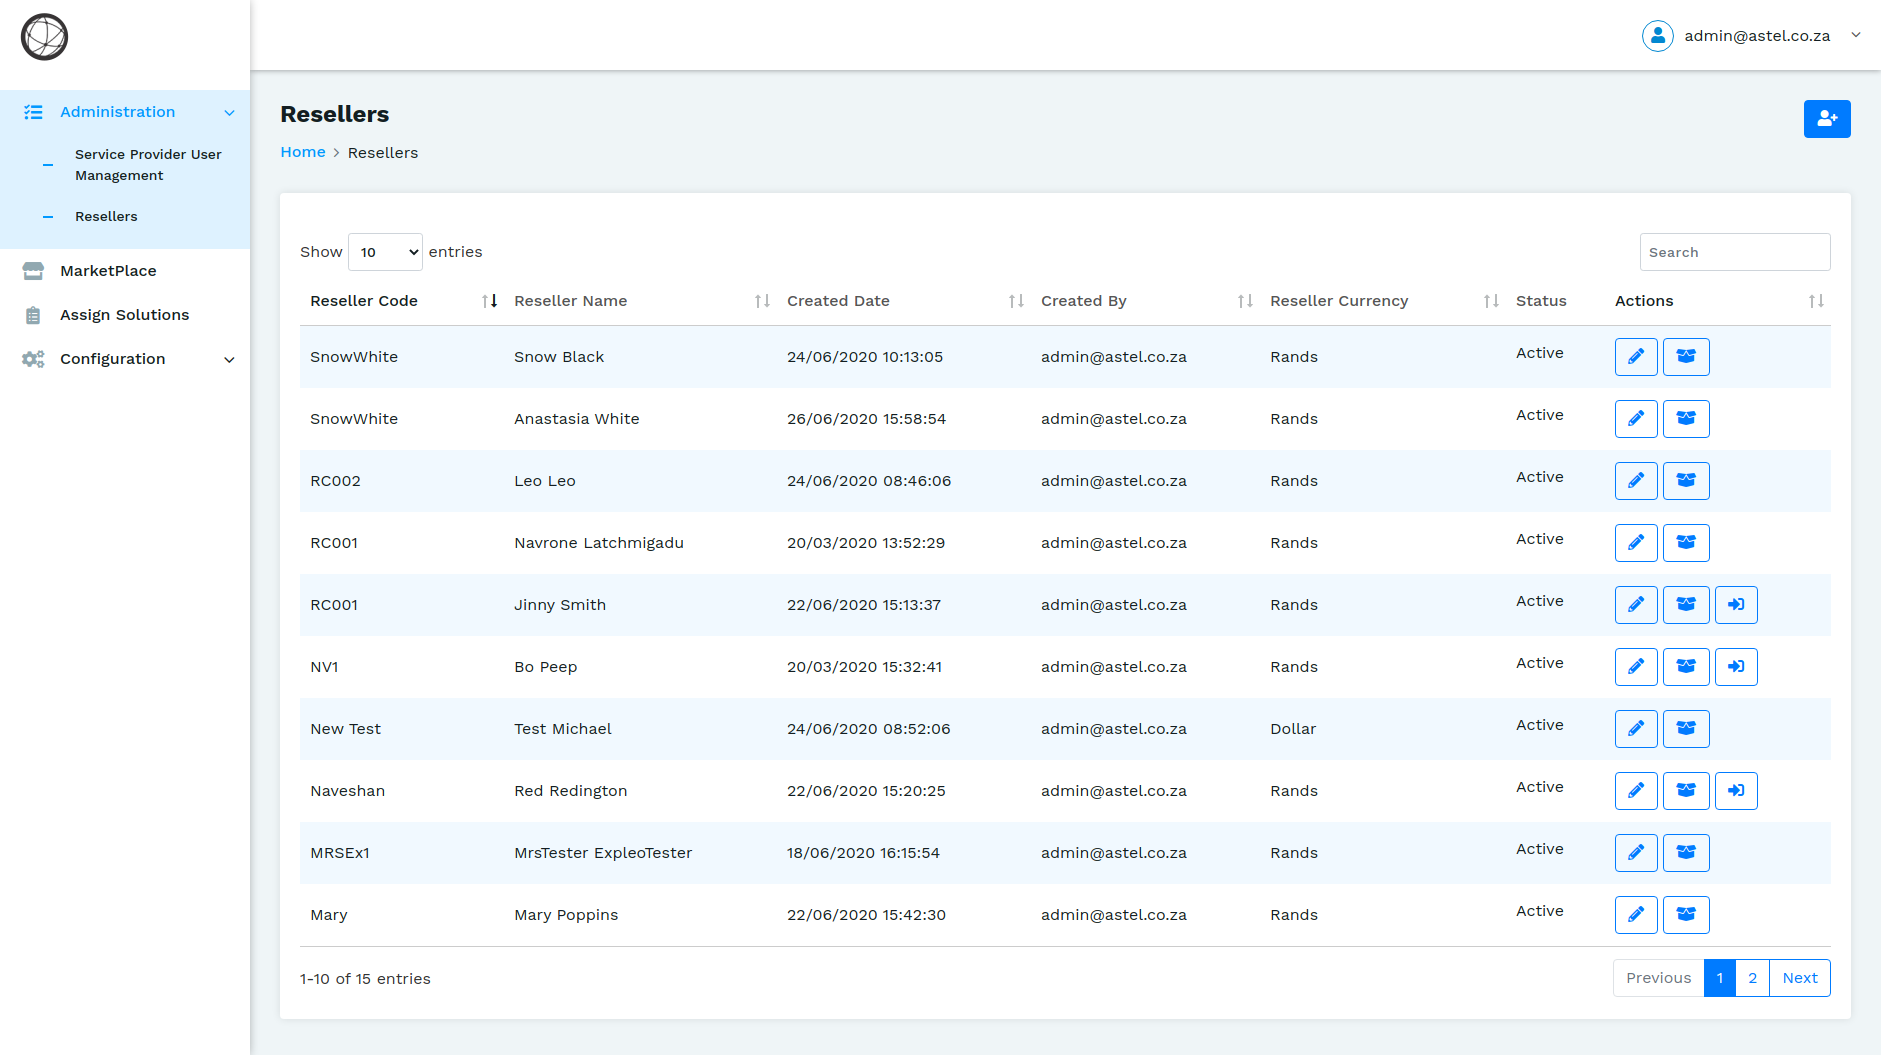 admin@astel.co.za
Administration
Service Provider User
Management
Resellers
MarketPlace
Assign Solutions
Configuration
Resellers
Home > Resellers
Show 10 entries
Search
Reseller Code Reseller Name Created Date Created By Reseller Currency Status Actions
SnowWhite Snow Black 24/06/2020 10:13:05 admin@astel.co.za Rands Active
SnowWhite Anastasia White 26/06/2020 15:58:54 admin@astel.co.za Rands Active
RC002 Leo Leo 24/06/2020 08:46:06 admin@astel.co.za Rands Active
RC001 Navrone Latchmigadu 20/03/2020 13:52:29 admin@astel.co.za Rands Active
RC001 Jinny Smith 22/06/2020 15:13:37 admin@astel.co.za Rands Active
NV1 Bo Peep 20/03/2020 15:32:41 admin@astel.co.za Rands Active
New Test Test Michael 24/06/2020 08:52:06 admin@astel.co.za Dollar Active
Naveshan Red Redington 22/06/2020 15:20:25 admin@astel.co.za Rands Active
MRSEx1 MrsTester ExpleoTester 18/06/2020 16:15:54 admin@astel.co.za Rands Active
Mary Mary Poppins 22/06/2020 15:42:30 admin@astel.co.za Rands Active
1-10 of 15 entries
Previous 1 2 Next